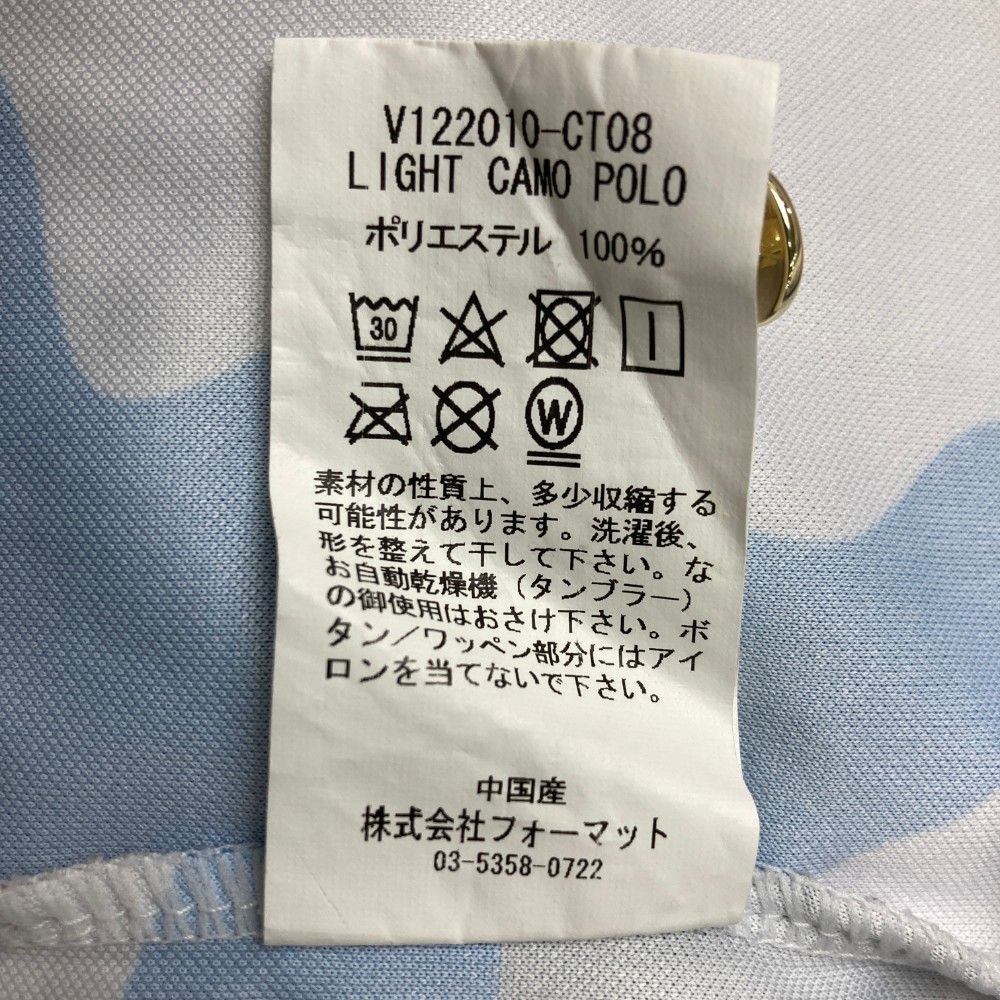 V122010-CT08
LIGHT CAMO POLO
ポリエステル 100%
30
W
素材の性質上、多少収縮する
可能性があります。洗濯後、
形を整えて干して下さい。な
お自動乾燥機(タンブラー)
の御使用はおさけ下さい。ボ
タン/ワッペン部分にはアイ
ロンを当てないで下さい。
中国産
株式会社フォーマット
03-5358-0722